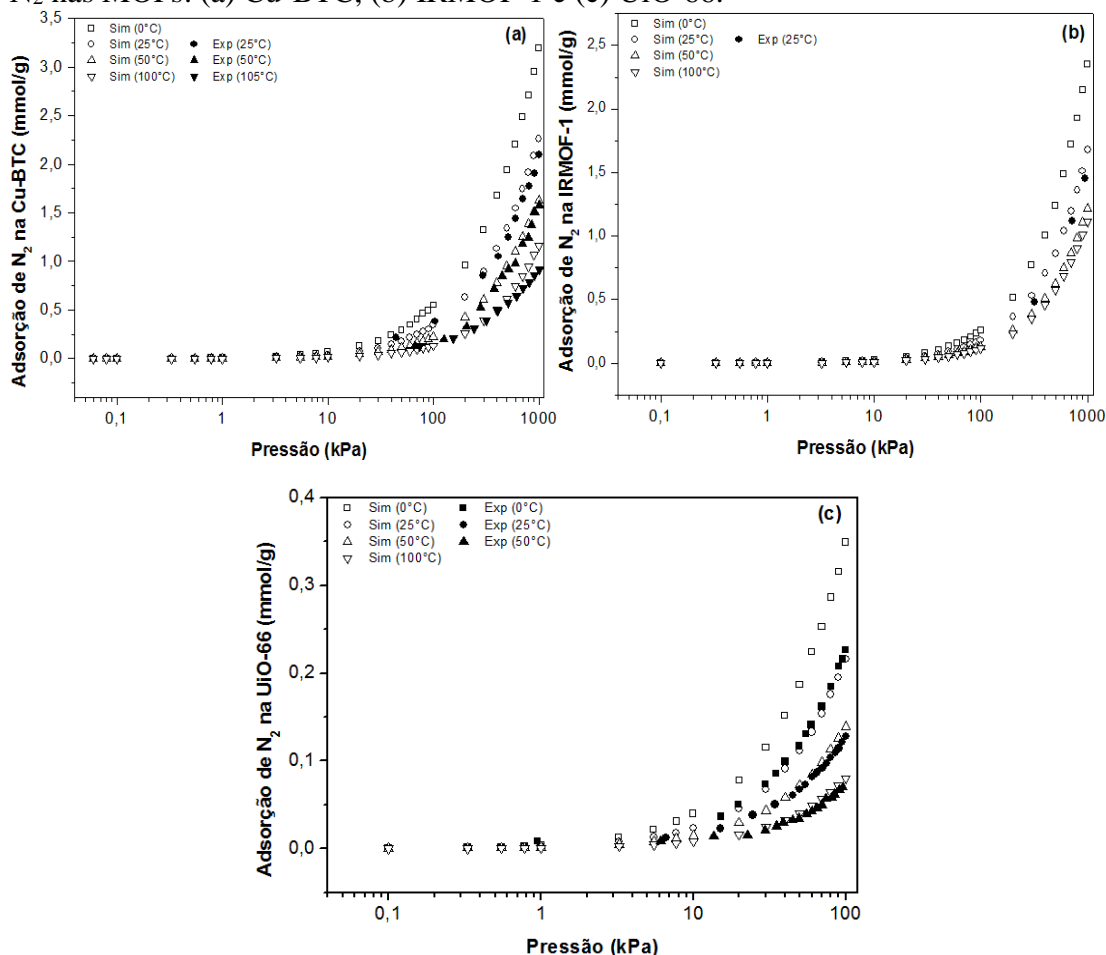 N₂ nas MOFs: (a) Cu-BTC, (b) IRMOF-1 e (c) UiO-66.
(a)
Sim (0°C)
Sim (25°C) Exp (25°C)
Sim (50°C) Exp (50°C)
Sim (100°C) Exp (105°C)
3,5
3,0
2,5
2,0
1,5
1,0
0,5
0,0
Adsorção de N₂ na Cu-BTC (mmol/g)
0,1 1 10 100 1000
Pressão (kPa)
(b)
Sim (0°C)
Sim (25°C) Exp (25°C)
Sim (50°C)
Sim (100°C)
2,5
2,0
1,5
1,0
0,5
0,0
Adsorção de N₂ na IRMOF-1 (mmol/g)
0,1 1 10 100 1000
Pressão (kPa)
(c)
Sim (0°C) Exp (0°C)
Sim (25°C) Exp (25°C)
Sim (50°C) Exp (50°C)
Sim (100°C)
0,4
0,3
0,2
0,1
0,0
Adsorção de N₂ na UiO-66 (mmol/g)
0,1 1 10 100
Pressão (kPa)